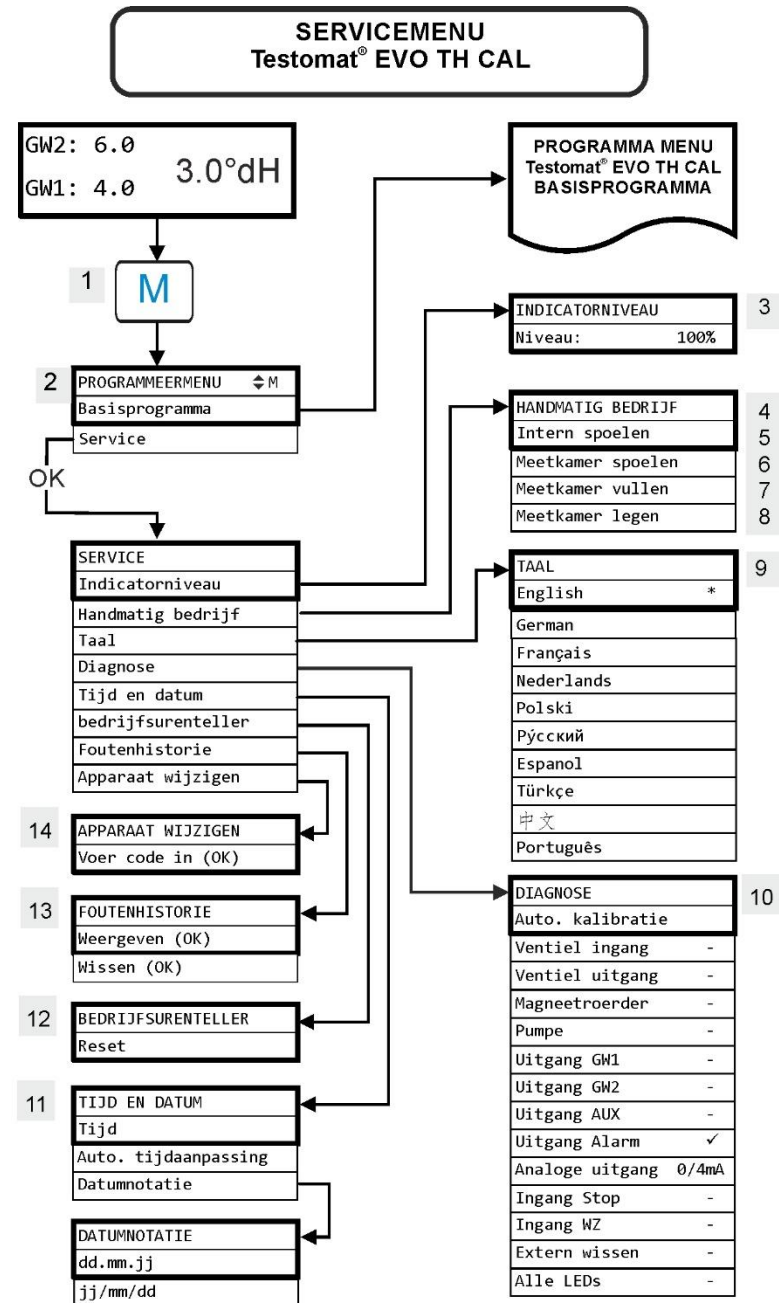 SERVICEMENU
Testomat® EVO TH CAL
GW2: 6.0
GW1: 4.0
3.0°dH
1
M
2
PROGRAMMEERMENU M
Basisprogramma
Service
OK
SERVICE
Indicatorniveau
Handmatig bedrijf
Taal
Diagnose
Tijd en datum
bedrijfsurenteller
Foutenhistorie
Apparaat wijzigen
14
APPARAAT WIJZIGEN
Voer code in (OK)
13
FOUTENHISTORIE
Weergeven (OK)
Wissen (OK)
12
BEDRIJFSURENTELLER
Reset
11
TIJD EN DATUM
Tijd
Auto. tijdaanpassing
Datumnotatie
DATUMNOTATIE
dd.mm.jj
jj/mm/dd
PROGRAMMA MENU
Testomat® EVO TH CAL
BASISPROGRAMMA
INDICATORNIVEAU 3
Niveau: 100%
HANDMATIG BEDRIJF 4
Intern spoelen 5
Meetkamer spoelen 6
Meetkamer vullen 7
Meetkamer legen 8
TAAL 9
English *
German
Français
Nederlands
Polski
Рýсский
Espanol
Türkçe
中文
Português
DIAGNOSE 10
Auto. kalibratie
Ventiel ingang -
Ventiel uitgang -
Magneetroerder -
Pumpe -
Uitgang GW1 -
Uitgang GW2 -
Uitgang AUX -
Uitgang Alarm ✓
Analoge uitgang 0/4mA
Ingang Stop -
Ingang WZ -
Extern wissen -
Alle LEDs -